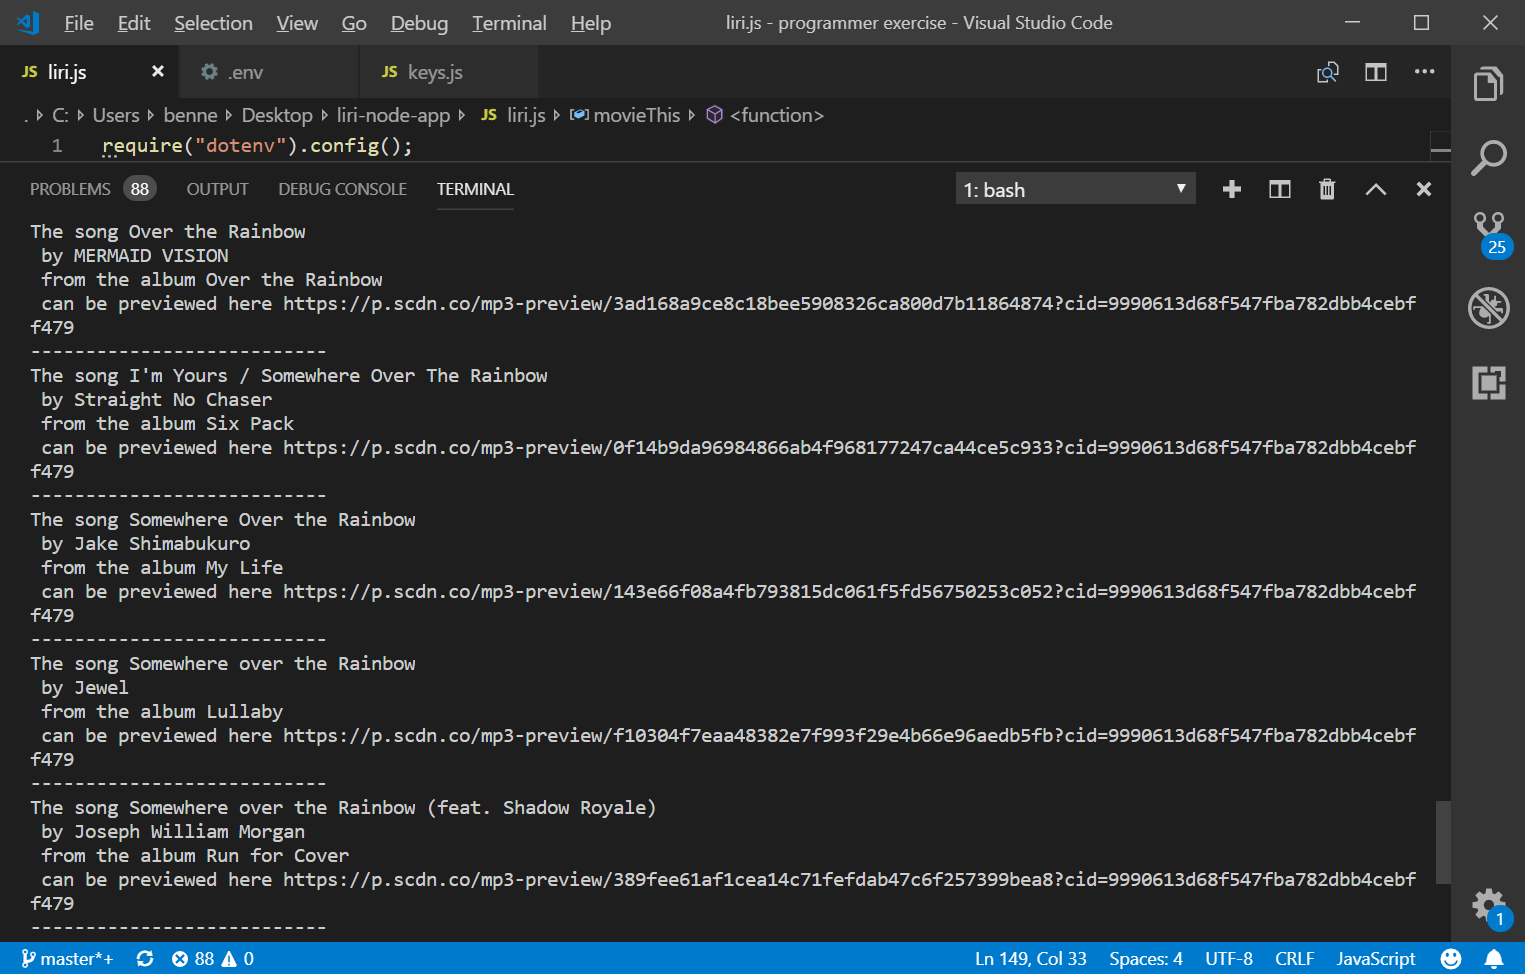 File Edit Selection View Go Debug Terminal Help liri.js - programmer exercise - Visual Studio Code
JS liri.js .env JS keys.js
. C: Users benne Desktop liri-node-app JS liri.js movieThis <function>
1 require("dotenv").config();
PROBLEMS 88 OUTPUT DEBUG CONSOLE TERMINAL 1: bash
The song Over the Rainbow
by MERMAID VISION
from the album Over the Rainbow
can be previewed here https://p.scdn.co/mp3-preview/3ad168a9ce8c18bee5908326ca800d7b11864874?cid=9990613d68f547fba782dbb4cebf
f479
---------------------------
The song I'm Yours / Somewhere Over The Rainbow
by Straight No Chaser
from the album Six Pack
can be previewed here https://p.scdn.co/mp3-preview/0f14b9da96984866ab4f968177247ca44ce5c933?cid=9990613d68f547fba782dbb4cebf
f479
---------------------------
The song Somewhere Over the Rainbow
by Jake Shimabukuro
from the album My Life
can be previewed here https://p.scdn.co/mp3-preview/143e66f08a4fb793815dc061f5fd56750253c052?cid=9990613d68f547fba782dbb4cebf
f479
---------------------------
The song Somewhere over the Rainbow
by Jewel
from the album Lullaby
can be previewed here https://p.scdn.co/mp3-preview/f10304f7eaa48382e7f993f29e4b66e96aedb5fb?cid=9990613d68f547fba782dbb4cebf
f479
---------------------------
The song Somewhere over the Rainbow (feat. Shadow Royale)
by Joseph William Morgan
from the album Run for Cover
can be previewed here https://p.scdn.co/mp3-preview/389fee61af1cea14c71fefdab47c6f257399bea8?cid=9990613d68f547fba782dbb4cebf
f479
---------------------------
25
1
master*+ 88 0 Ln 149, Col 33 Spaces: 4 UTF-8 CRLF JavaScript